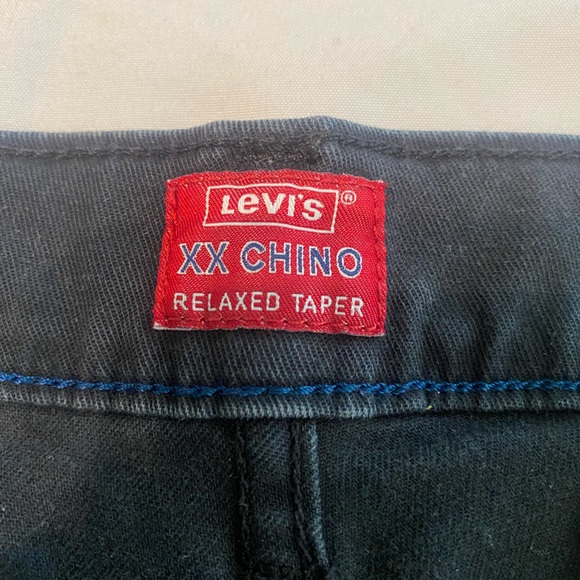 Levi's®
XX CHINO
RELAXED TAPER